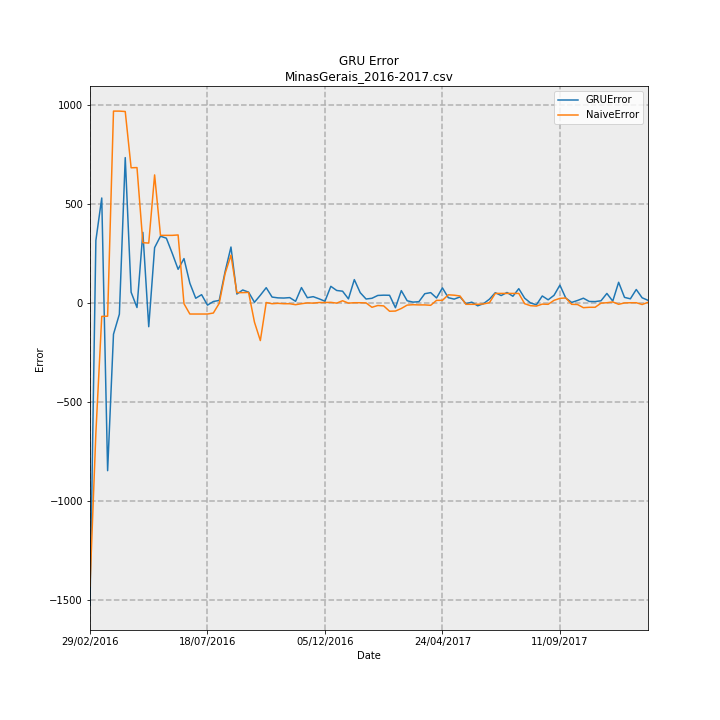 GRU Error
MinasGerais_2016-2017.csv
GRUError
NaiveError
1000
500
0
−500
−1000
−1500
Error
29/02/2016
18/07/2016
05/12/2016
24/04/2017
11/09/2017
Date